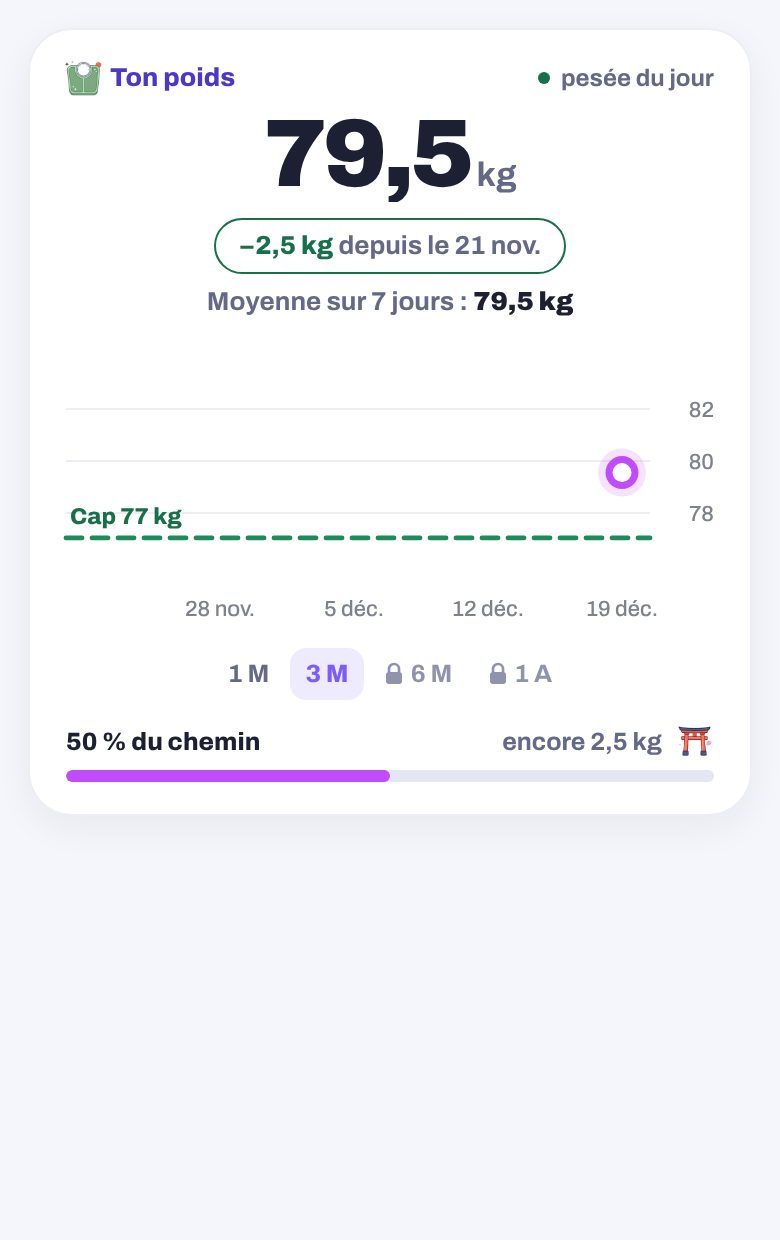 Ton poids
pesée du jour
79,5 kg
−2,5 kg depuis le 21 nov.
Moyenne sur 7 jours : 79,5 kg
82
80
78
Cap 77 kg
28 nov. 5 déc. 12 déc. 19 déc.
1 M 3 M 6 M 1 A
50 % du chemin
encore 2,5 kg